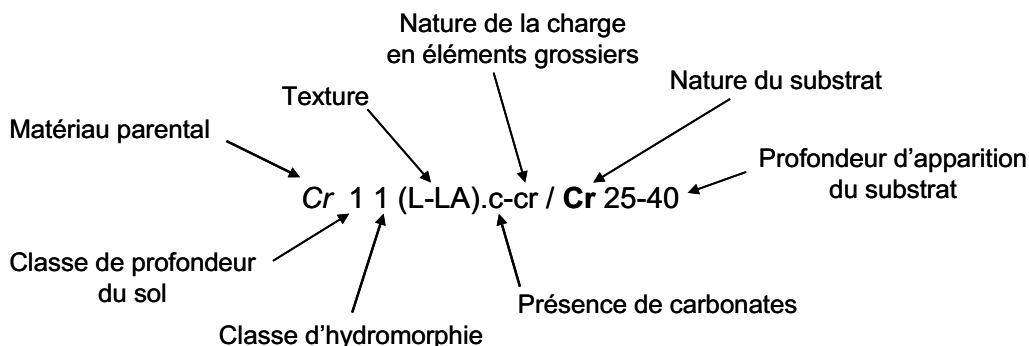 Nature de la charge
en éléments grossiers
Nature du substrat
Texture
Matériau parental
Profondeur d’apparition
du substrat
Cr 1 1 (L-LA).c-cr / Cr 25-40
Classe de profondeur
du sol
Présence de carbonates
Classe d’hydromorphie